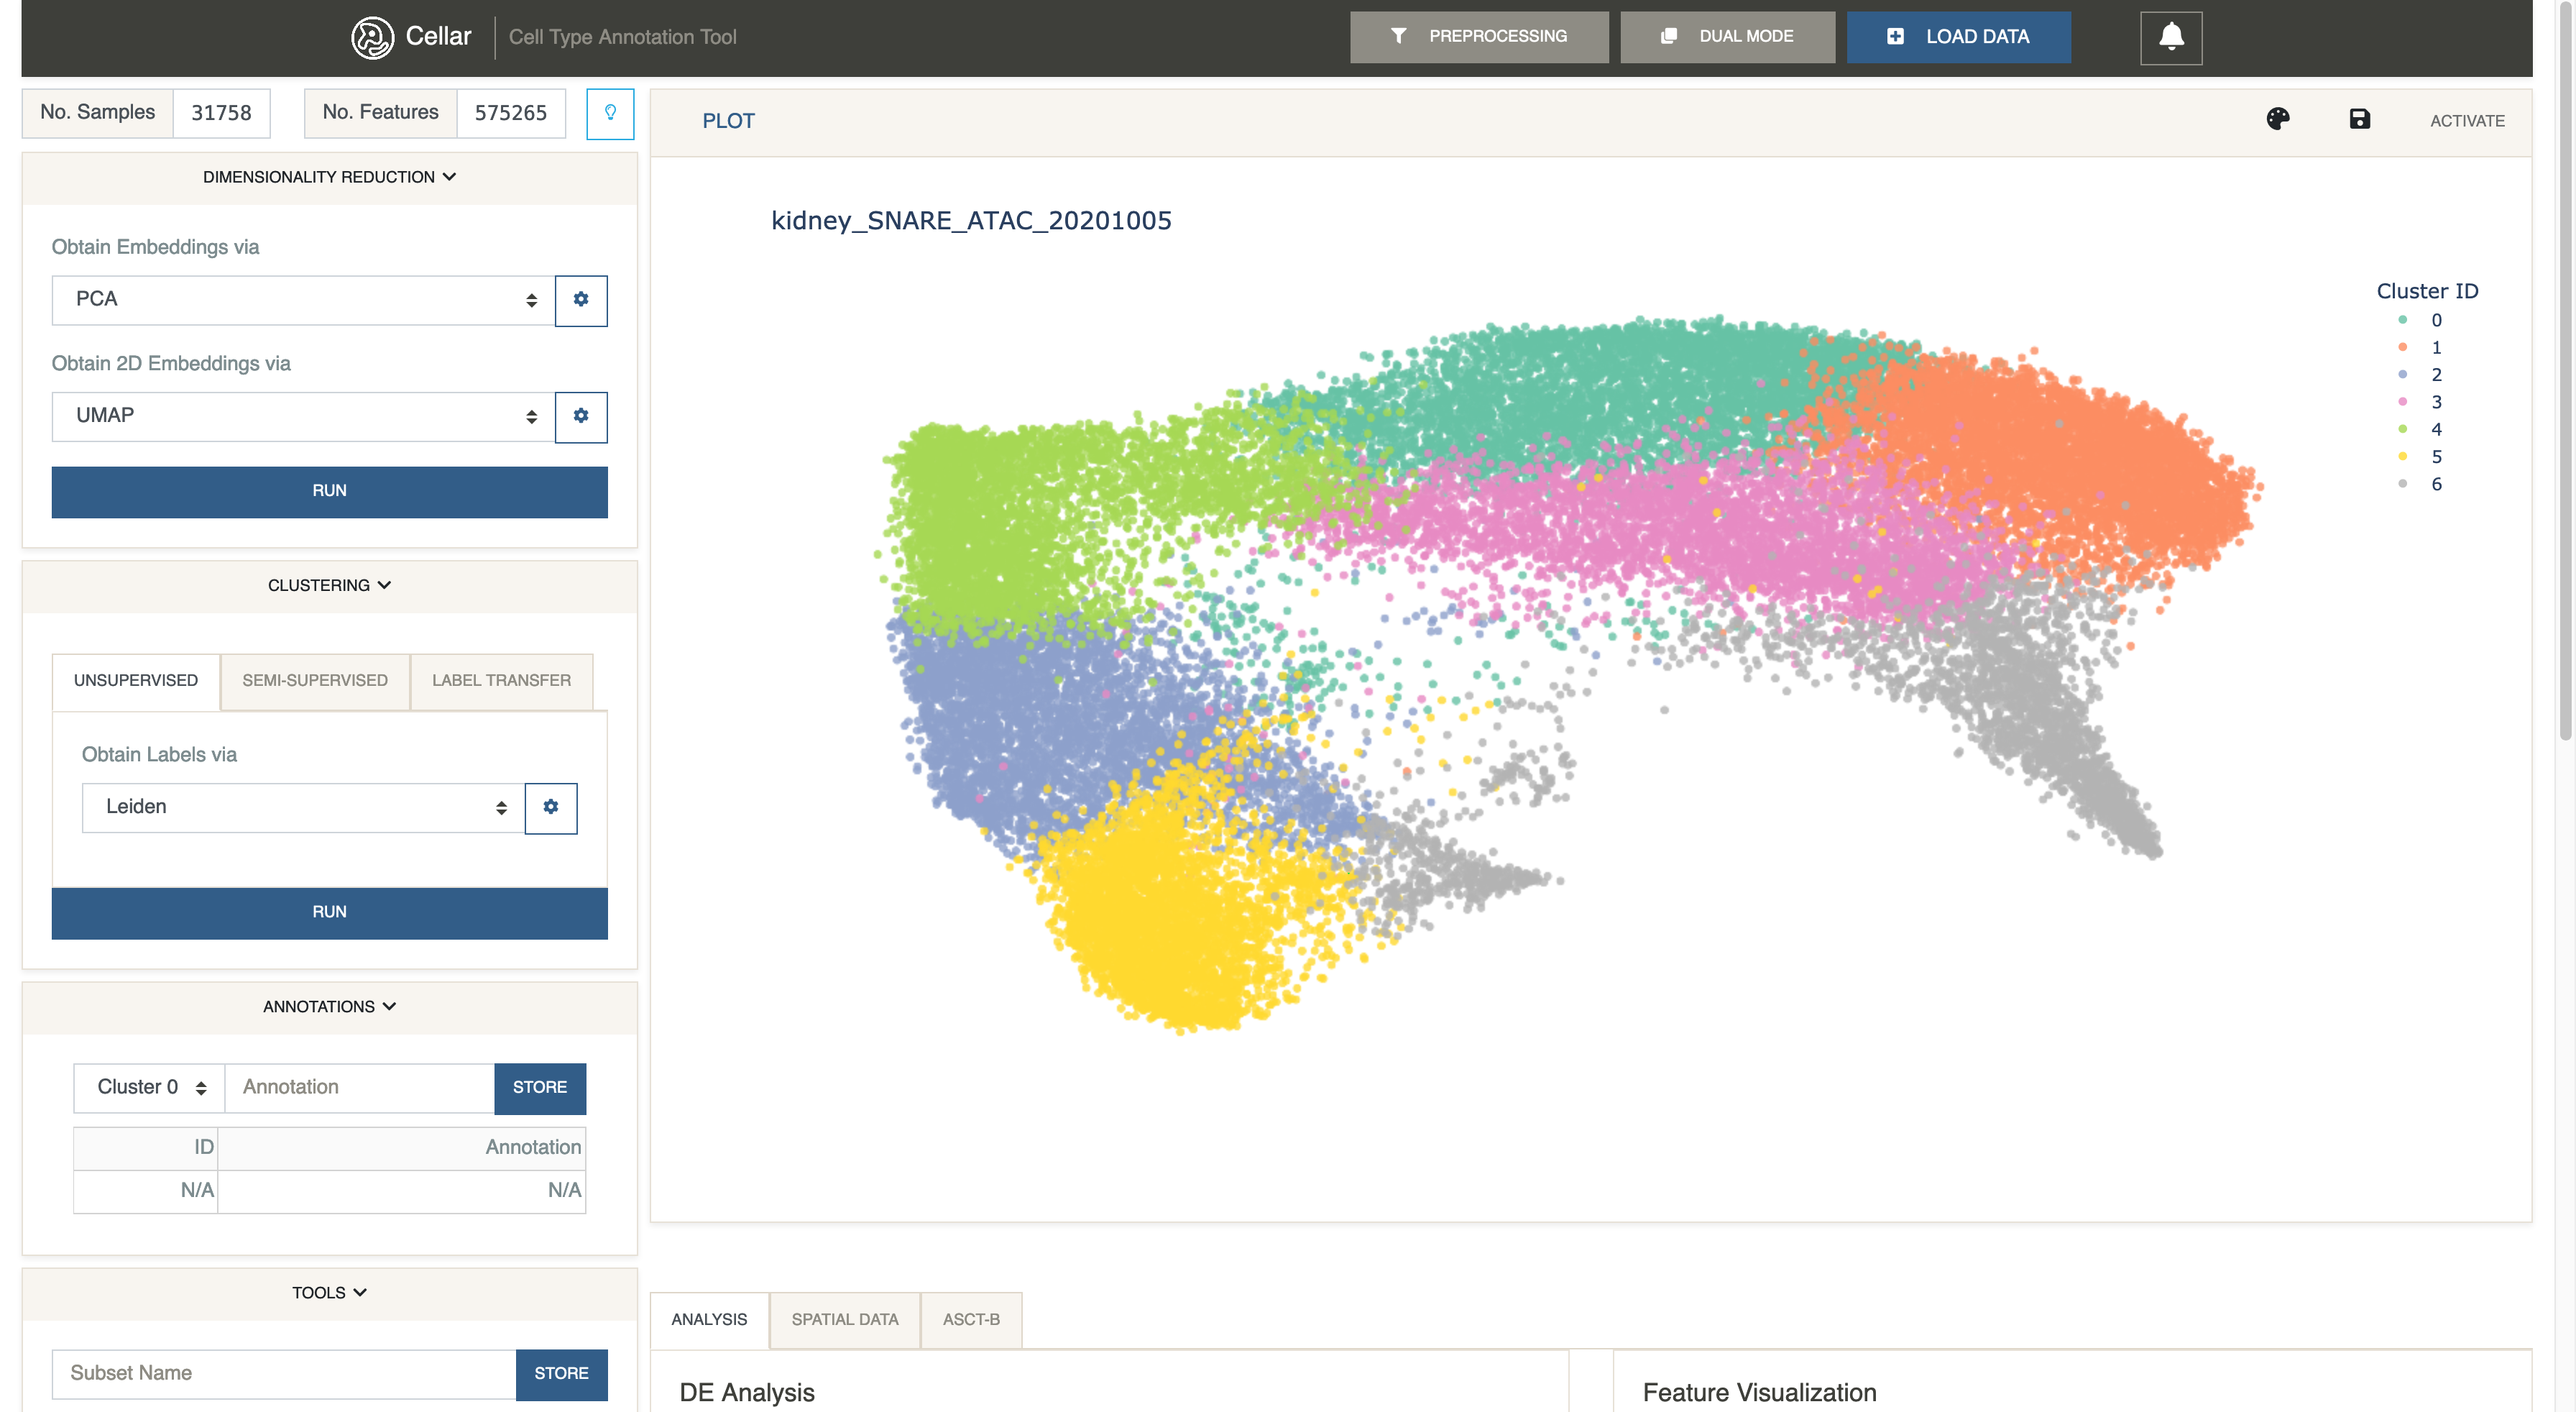 Cellar
Cell Type Annotation Tool
PREPROCESSING
DUAL MODE
LOAD DATA
No. Samples 31758
No. Features 575265
DIMENSIONALITY REDUCTION
Obtain Embeddings via
PCA
Obtain 2D Embeddings via
UMAP
RUN
CLUSTERING
UNSUPERVISED
SEMI-SUPERVISED
LABEL TRANSFER
Obtain Labels via
Leiden
RUN
ANNOTATIONS
Cluster 0
Annotation
STORE
ID Annotation
N/A N/A
TOOLS
Subset Name
STORE
PLOT
ACTIVATE
kidney_SNARE_ATAC_20201005
Cluster ID
0
1
2
3
4
5
6
ANALYSIS
SPATIAL DATA
ASCT-B
DE Analysis
Feature Visualization